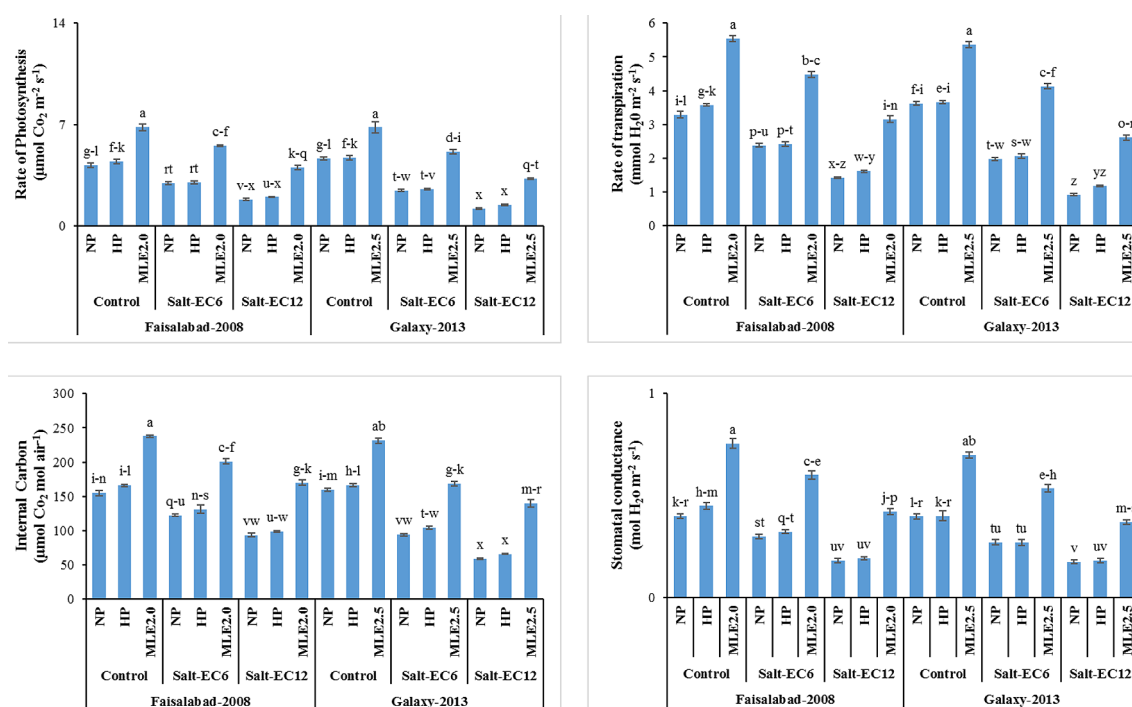 14
7
0
Rate of Photosynthesis
(µmol Co2 m-2 s-1)
g-l f-k a rt rt c-f v-x u-x k-q g-l f-k a t-w t-v d-i x x q-t
NP HP MLE2.0 NP HP MLE2.0 NP HP MLE2.0 NP HP MLE2.5 NP HP MLE2.5 NP HP MLE2.5
Control Salt-EC6 Salt-EC12 Control Salt-EC6 Salt-EC12
Faisalabad-2008 Galaxy-2013
6
5
4
3
2
1
0
Rate of transpiration
(mmol H20 m-2 s-1)
i-l g-k a p-u p-t b-c x-z w-y i-n f-i e-i a t-w s-w c-f z yz
NP HP MLE2.0 NP HP MLE2.0 NP HP MLE2.0 NP HP MLE2.5 NP HP MLE2.5 NP HP MLE2.5
Control Salt-EC6 Salt-EC12 Control Salt-EC6 Salt-EC12
Faisalabad-2008 Galaxy-2013
300
250
200
150
100
50
0
Internal Carbon
(µmol Co2 mol air-1)
i-n i-l a q-u n-s c-f vw u-w g-k i-m h-l ab vw t-w g-k x x m-r
NP HP MLE2.0 NP HP MLE2.0 NP HP MLE2.0 NP HP MLE2.5 NP HP MLE2.5 NP HP MLE2.5
Control Salt-EC6 Salt-EC12 Control Salt-EC6 Salt-EC12
Faisalabad-2008 Galaxy-2013
1
0
Stomatal conductance
(mol H2o m-2 s-1)
k-r h-m a st q-t c-e uv uv j-p l-r k-r ab tu tu e-h v uv
NP HP MLE2.0 NP HP MLE2.0 NP HP MLE2.0 NP HP MLE2.5 NP HP MLE2.5 NP HP MLE2.5
Control Salt-EC6 Salt-EC12 Control Salt-EC6 Salt-EC12
Faisalabad-2008 Galaxy-2013